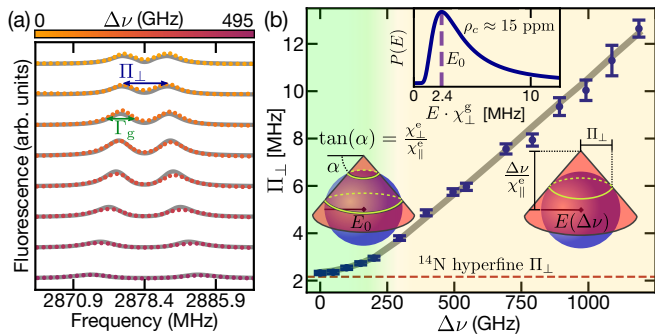 (a)
Δν (GHz)
0
495
Fluorescence (arb. units)
Π⊥
Γg
2870.9
2878.4
2885.9
Frequency (MHz)
(b)
12
10
8
6
4
2
Π⊥ [MHz]
P(E)
ρc ≈ 15 ppm
E0
2.4
10
E · χ⊥^g [MHz]
tan(α) = χ⊥^e / χ∥^e
α
E0
Π⊥
Δν / χ∥^e
E(Δν)
14N hyperfine Π⊥
0
250
500
750
1000
Δν [GHz]